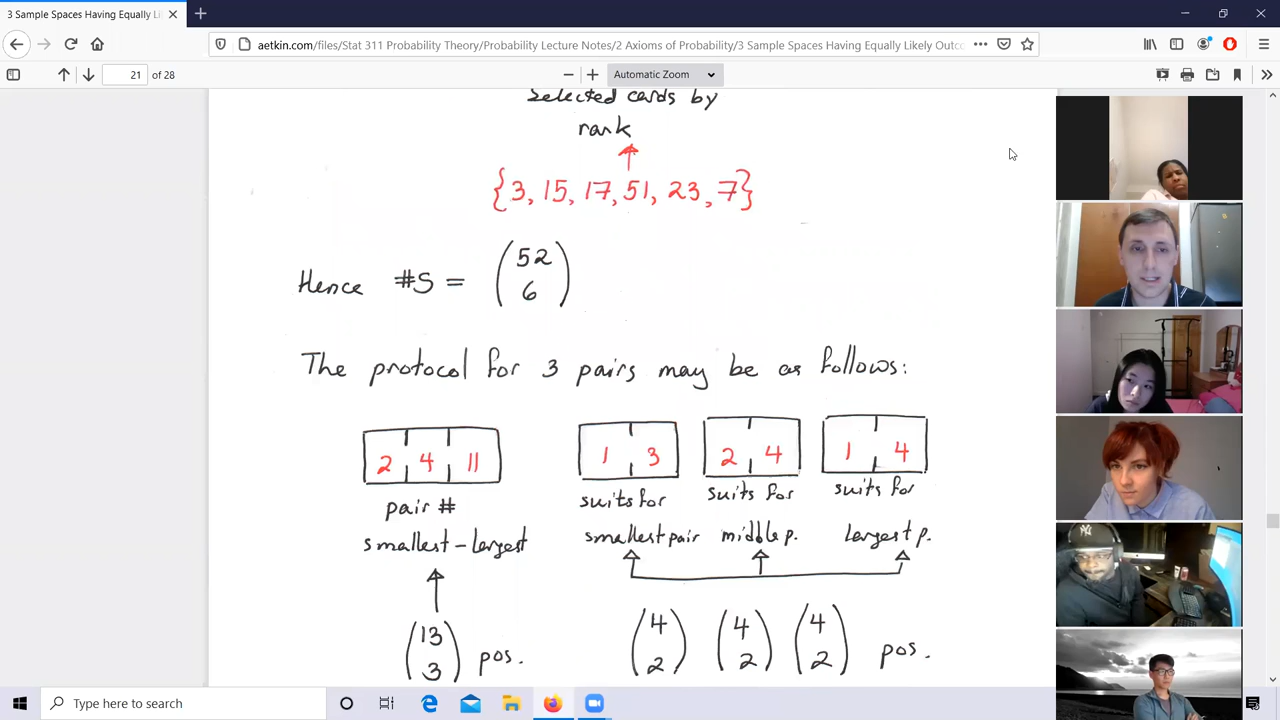 3 Sample Spaces Having Equally Li
aetkin.com/files/Stat 311 Probability Theory/Probability Lecture Notes/2 Axioms of Probability/3 Sample Spaces Having Equally Likely Outco
21 of 28
Automatic Zoom
selected cards by
rank
{3, 15, 17, 51, 23, 7}
Hence #S = (52
6)
The protocol for 3 pairs may be as follows:
2 4 11 1 3 2 4 1 4
pair # suits for suits for suits for
smallest - largest smallest pair middle p. largest p.
(13
3) pos. (4
2) (4
2) (4
2) pos.
Type here to search